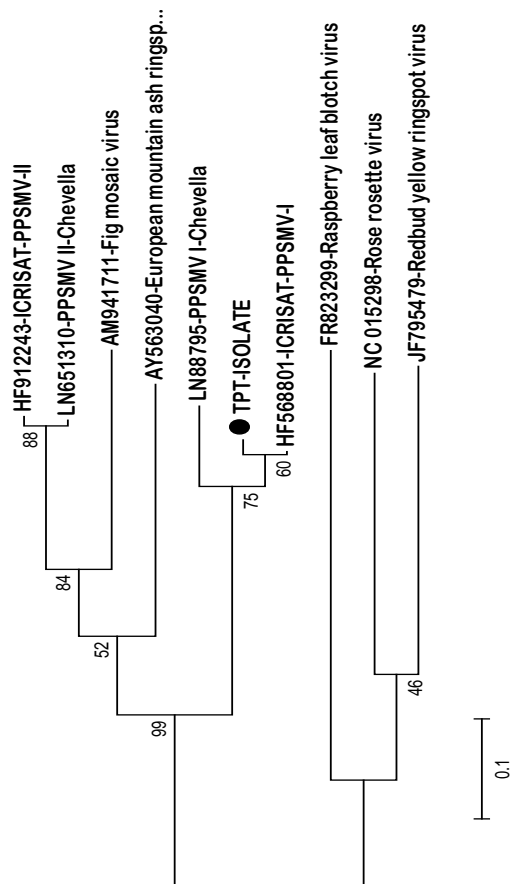 HF912243-ICRISAT-PPSMV-II
LN651310-PPSMV II-Chevella
AM941711-Fig mosaic virus
AY563040-European mountain ash ringsp...
LN88795-PPSMV I-Chevella
TPT-ISOLATE
HF568801-ICRISAT-PPSMV-I
FR823299-Raspberry leaf blotch virus
NC 015298-Rose rosette virus
JF795479-Redbud yellow ringspot virus
88
84
52
99
75
60
46
0.1